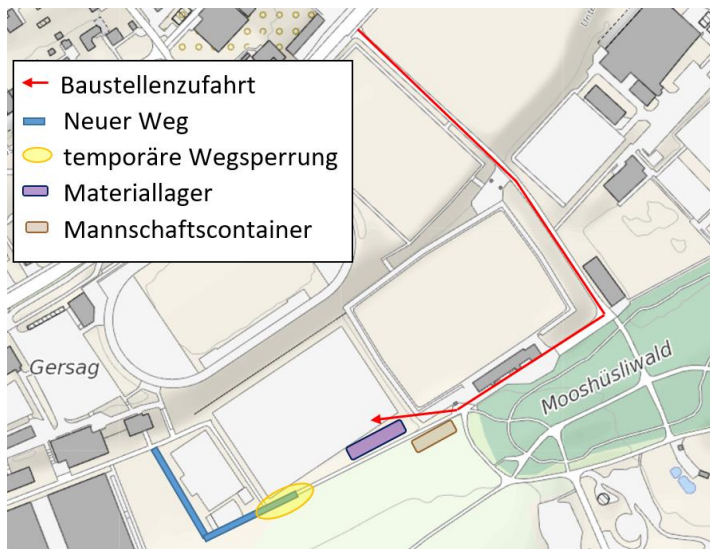 Baustellenzufahrt
Neuer Weg
temporäre Wegsperrung
Materiallager
Mannschaftscontainer
Gersag
Mooshüsliwald